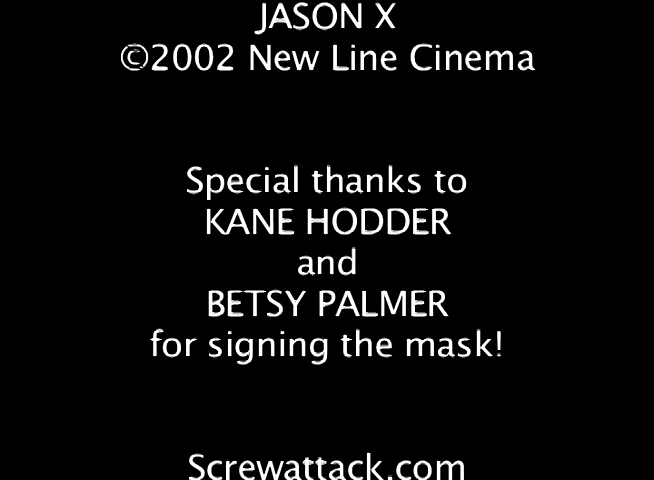 JASON X
©2002 New Line Cinema
Special thanks to
KANE HODDER
and
BETSY PALMER
for signing the mask!
Screwattack.com